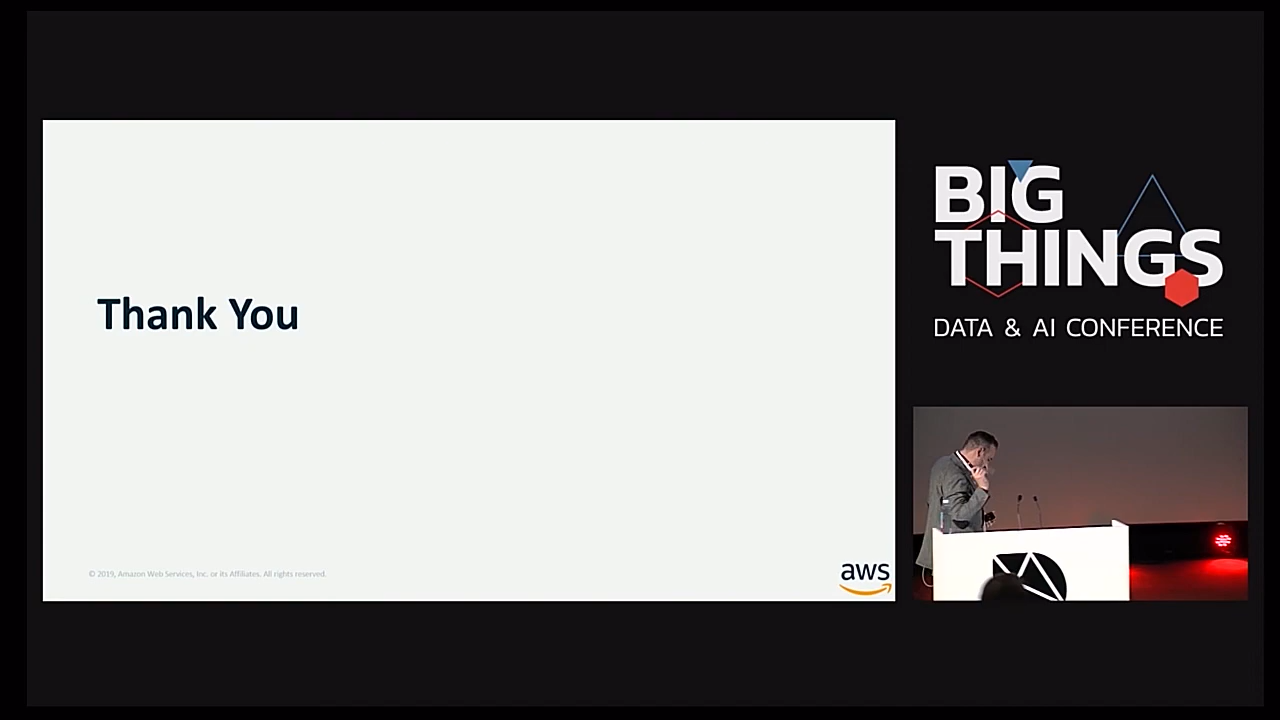 Thank You
© 2019, Amazon Web Services, Inc. or its Affiliates. All rights reserved.
aws
BIG
THINGS
DATA & AI CONFERENCE